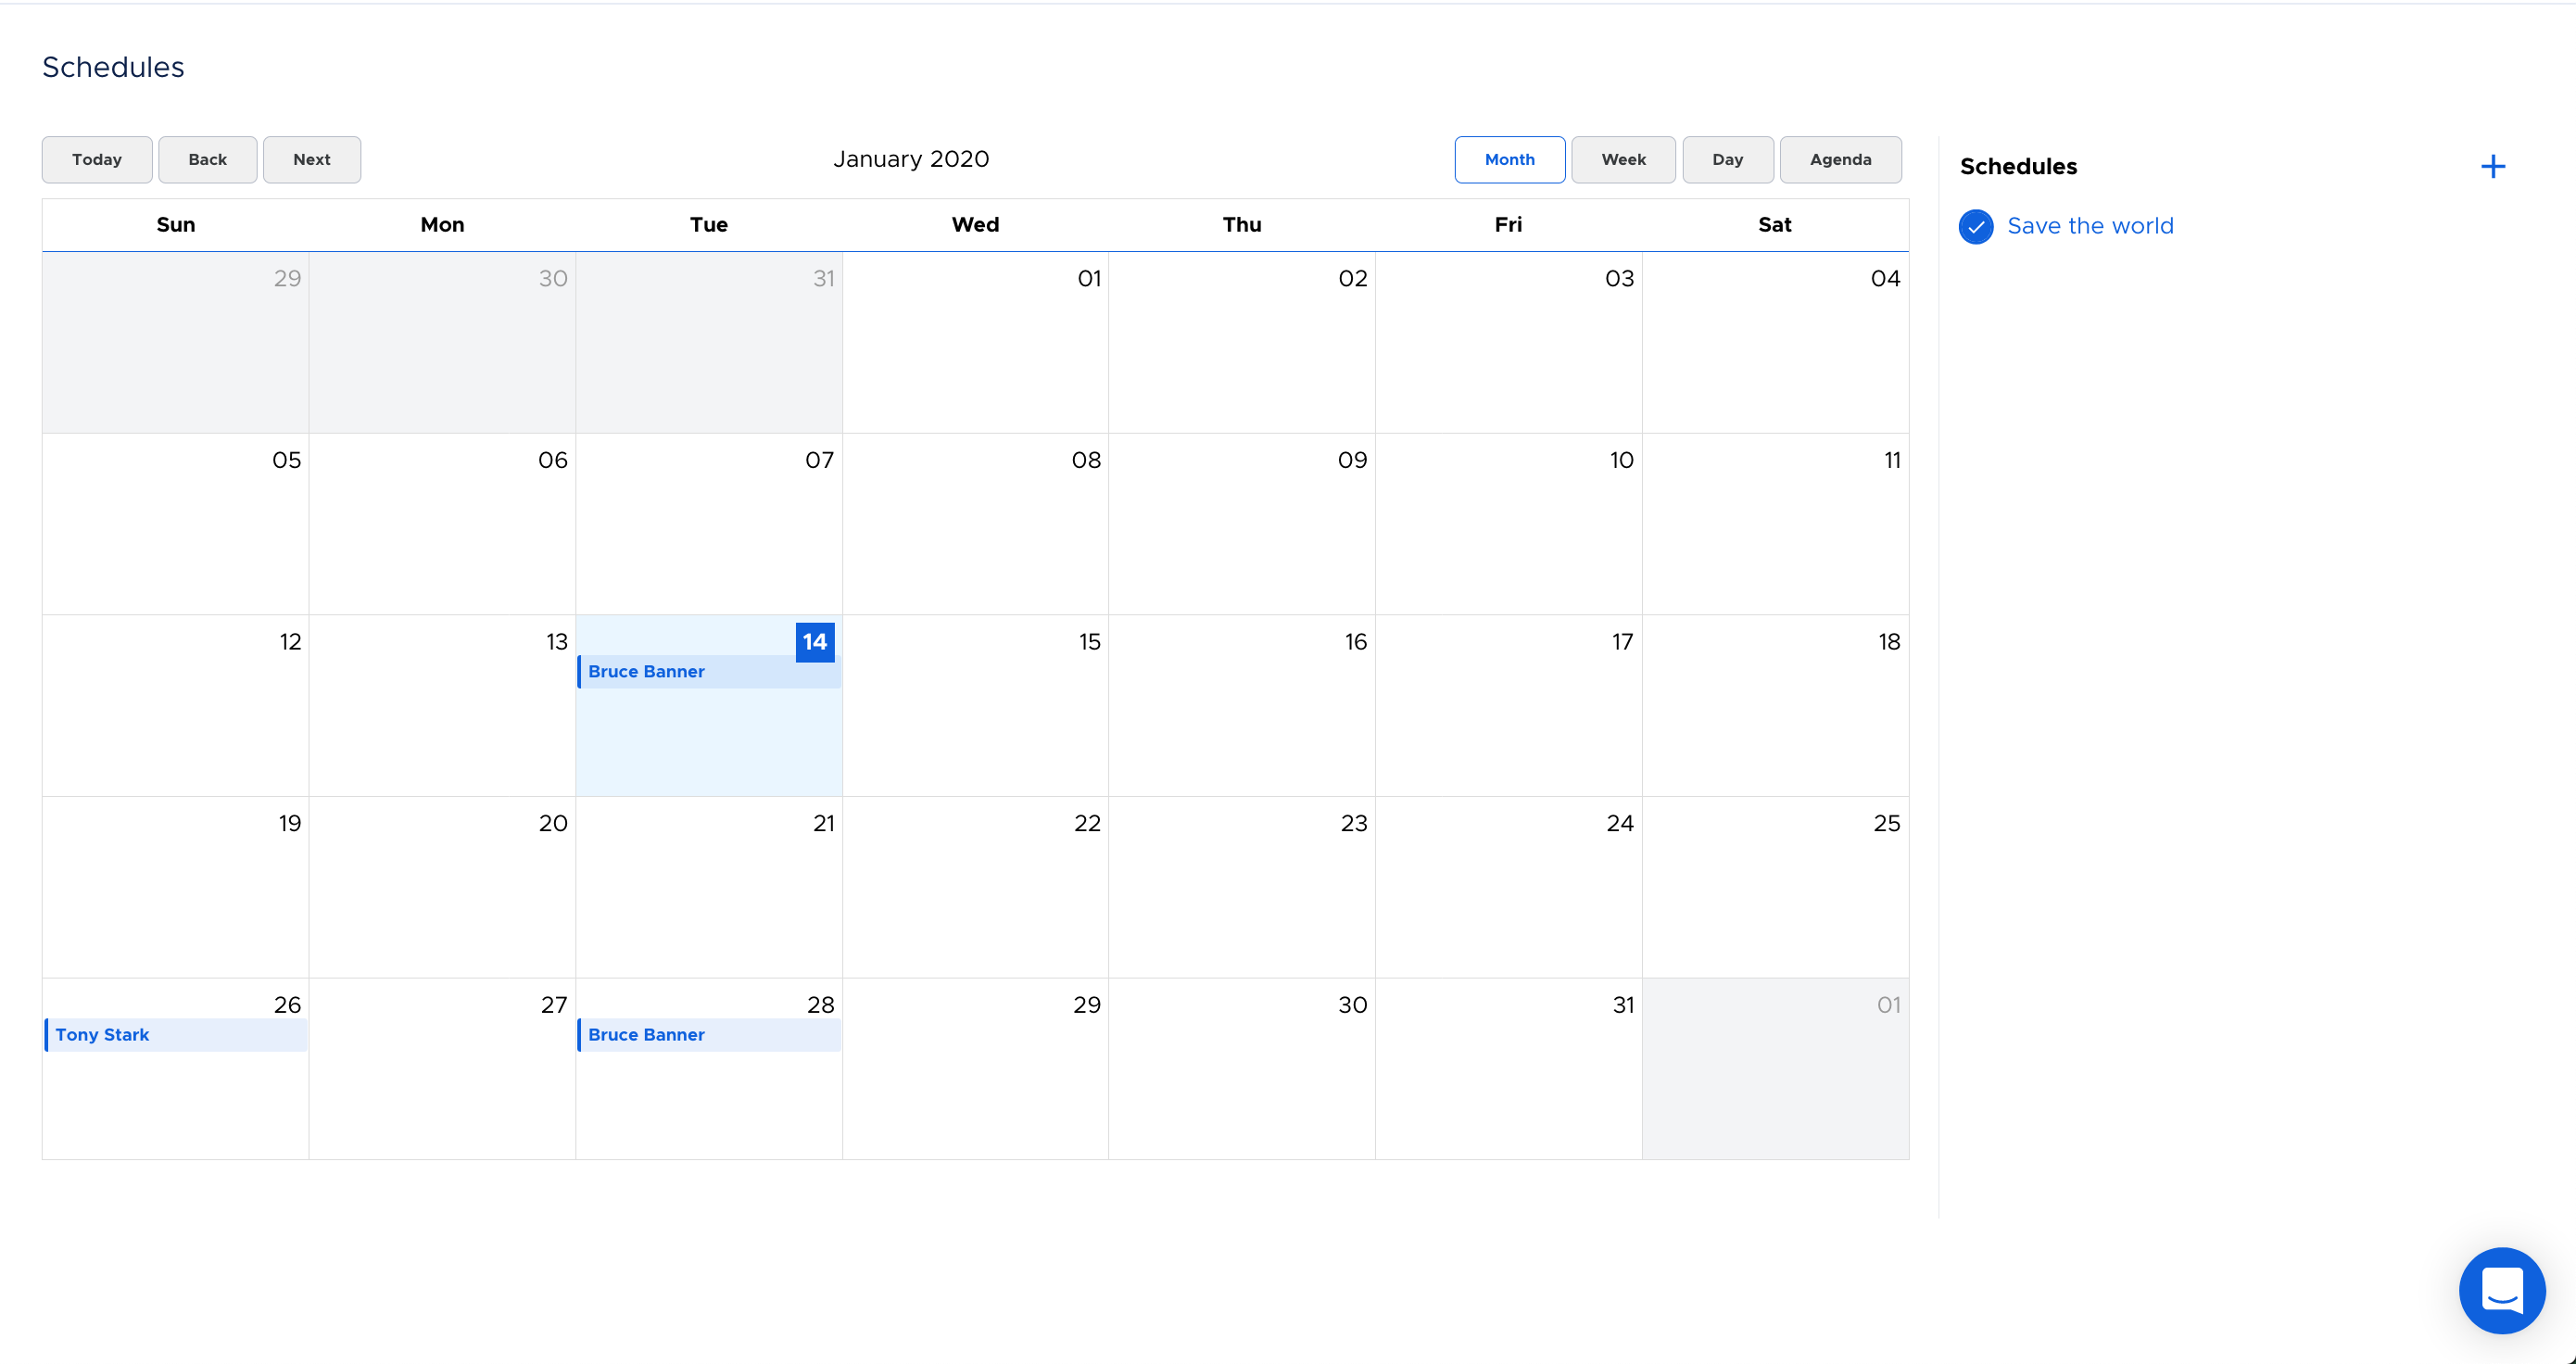 Schedules
Today Back Next January 2020 Month Week Day Agenda
Schedules
Save the world
Sun Mon Tue Wed Thu Fri Sat
29 30 31 01 02 03 04
05 06 07 08 09 10 11
12 13 14 15 16 17 18
Bruce Banner
19 20 21 22 23 24 25
26 27 28 29 30 31 01
Tony Stark Bruce Banner